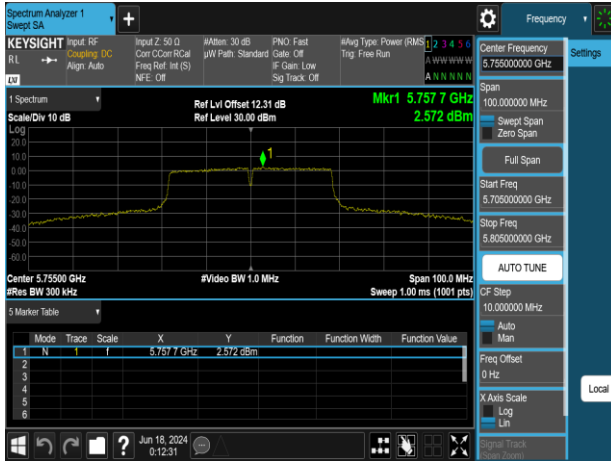 Spectrum Analyzer 1
Swept SA
+
Frequency
KEYSIGHT
RL
LXI
Input: RF
Coupling: DC
Align: Auto
Input Z: 50 Ω
Corr CCorr RCal
Freq Ref: Int (S)
NFE: Off
#Atten: 30 dB
µW Path: Standard
PNO: Fast
Gate: Off
IF Gain: Low
Sig Track: Off
#Avg Type: Power (RMS
Trig: Free Run
1 2 3 4 5 6
A W W W W W
A N N N N N
Center Frequency
5.755000000 GHz
Settings
1 Spectrum
Scale/Div 10 dB
Ref Lvl Offset 12.31 dB
Ref Level 30.00 dBm
Mkr1 5.757 7 GHz
2.572 dBm
Log
20.0
10.0
0.00
-10.0
-20.0
-30.0
-40.0
-50.0
-60.0
1
Center 5.75500 GHz
#Res BW 300 kHz
#Video BW 1.0 MHz
Span 100.0 MHz
Sweep 1.00 ms (1001 pts)
Span
100.000000 MHz
Swept Span
Zero Span
Full Span
Start Freq
5.705000000 GHz
Stop Freq
5.805000000 GHz
AUTO TUNE
CF Step
10.000000 MHz
Auto
Man
Freq Offset
0 Hz
X Axis Scale
Log
Lin
Signal Track
(Span Zoom)
Local
5 Marker Table
Mode Trace Scale X Y Function Function Width Function Value
1 N 1 f 5.757 7 GHz 2.572 dBm
2
3
4
5
6
?
Jun 18, 2024
0:12:31